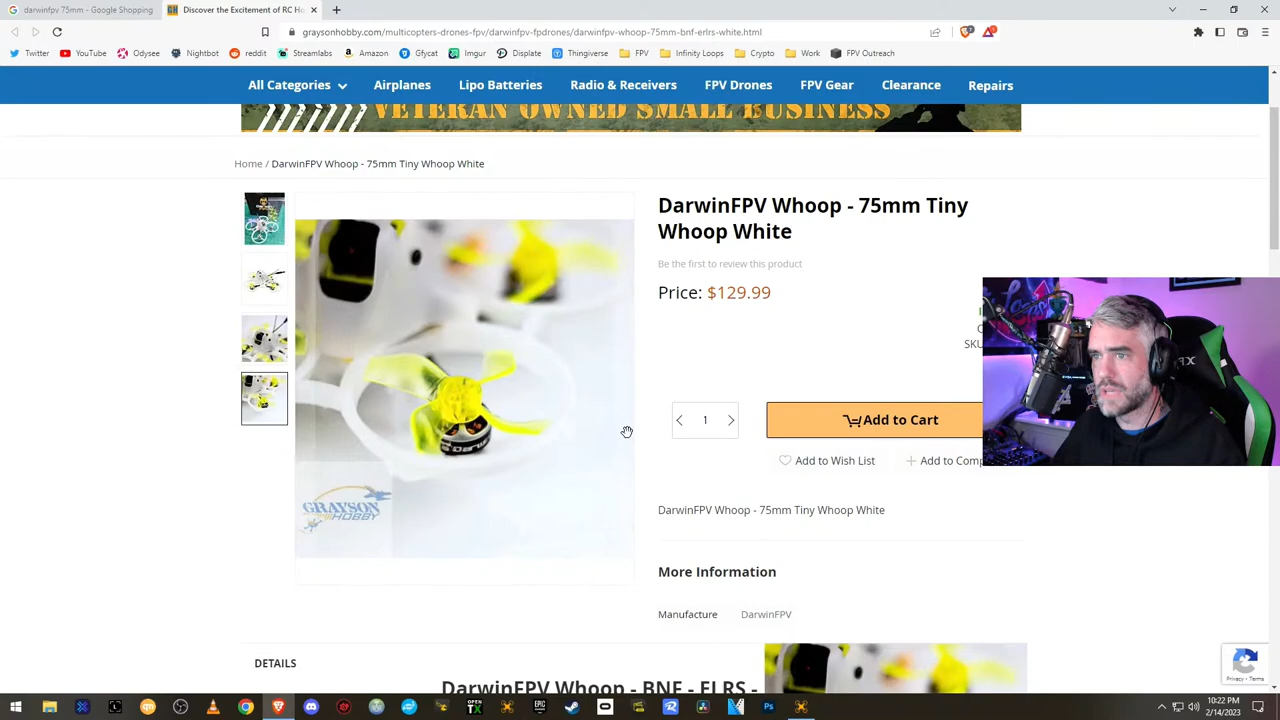 darwinfpv 75mm - Google Shopping
Discover the Excitement of RC Ho
graysonhobby.com/multicopters-drones-fpv/darwinfpv-fpdrones/darwinfpv-whoop-75mm-bnf-erlrs-white.html
Twitter YouTube Odysee Nightbot reddit Streamlabs Amazon Gfycat Imgur Displate Thingiverse FPV Infinity Loops Crypto Work FPV Outreach
All Categories Airplanes Lipo Batteries Radio & Receivers FPV Drones FPV Gear Clearance Repairs
VETERAN OWNED SMALL BUSINESS
Home / DarwinFPV Whoop - 75mm Tiny Whoop White
DarwinFPV Whoop - 75mm Tiny
Whoop White
Be the first to review this product
Price: $129.99
SKU
1
Add to Cart
Add to Wish List Add to Comp
GRAYSON
HOBBY
DarwinFPV Whoop - 75mm Tiny Whoop White
More Information
Manufacture DarwinFPV
DETAILS
DarwinFPV Whoop - BNF - ELRS -
Privacy - Terms
10:22 PM
2/14/2023